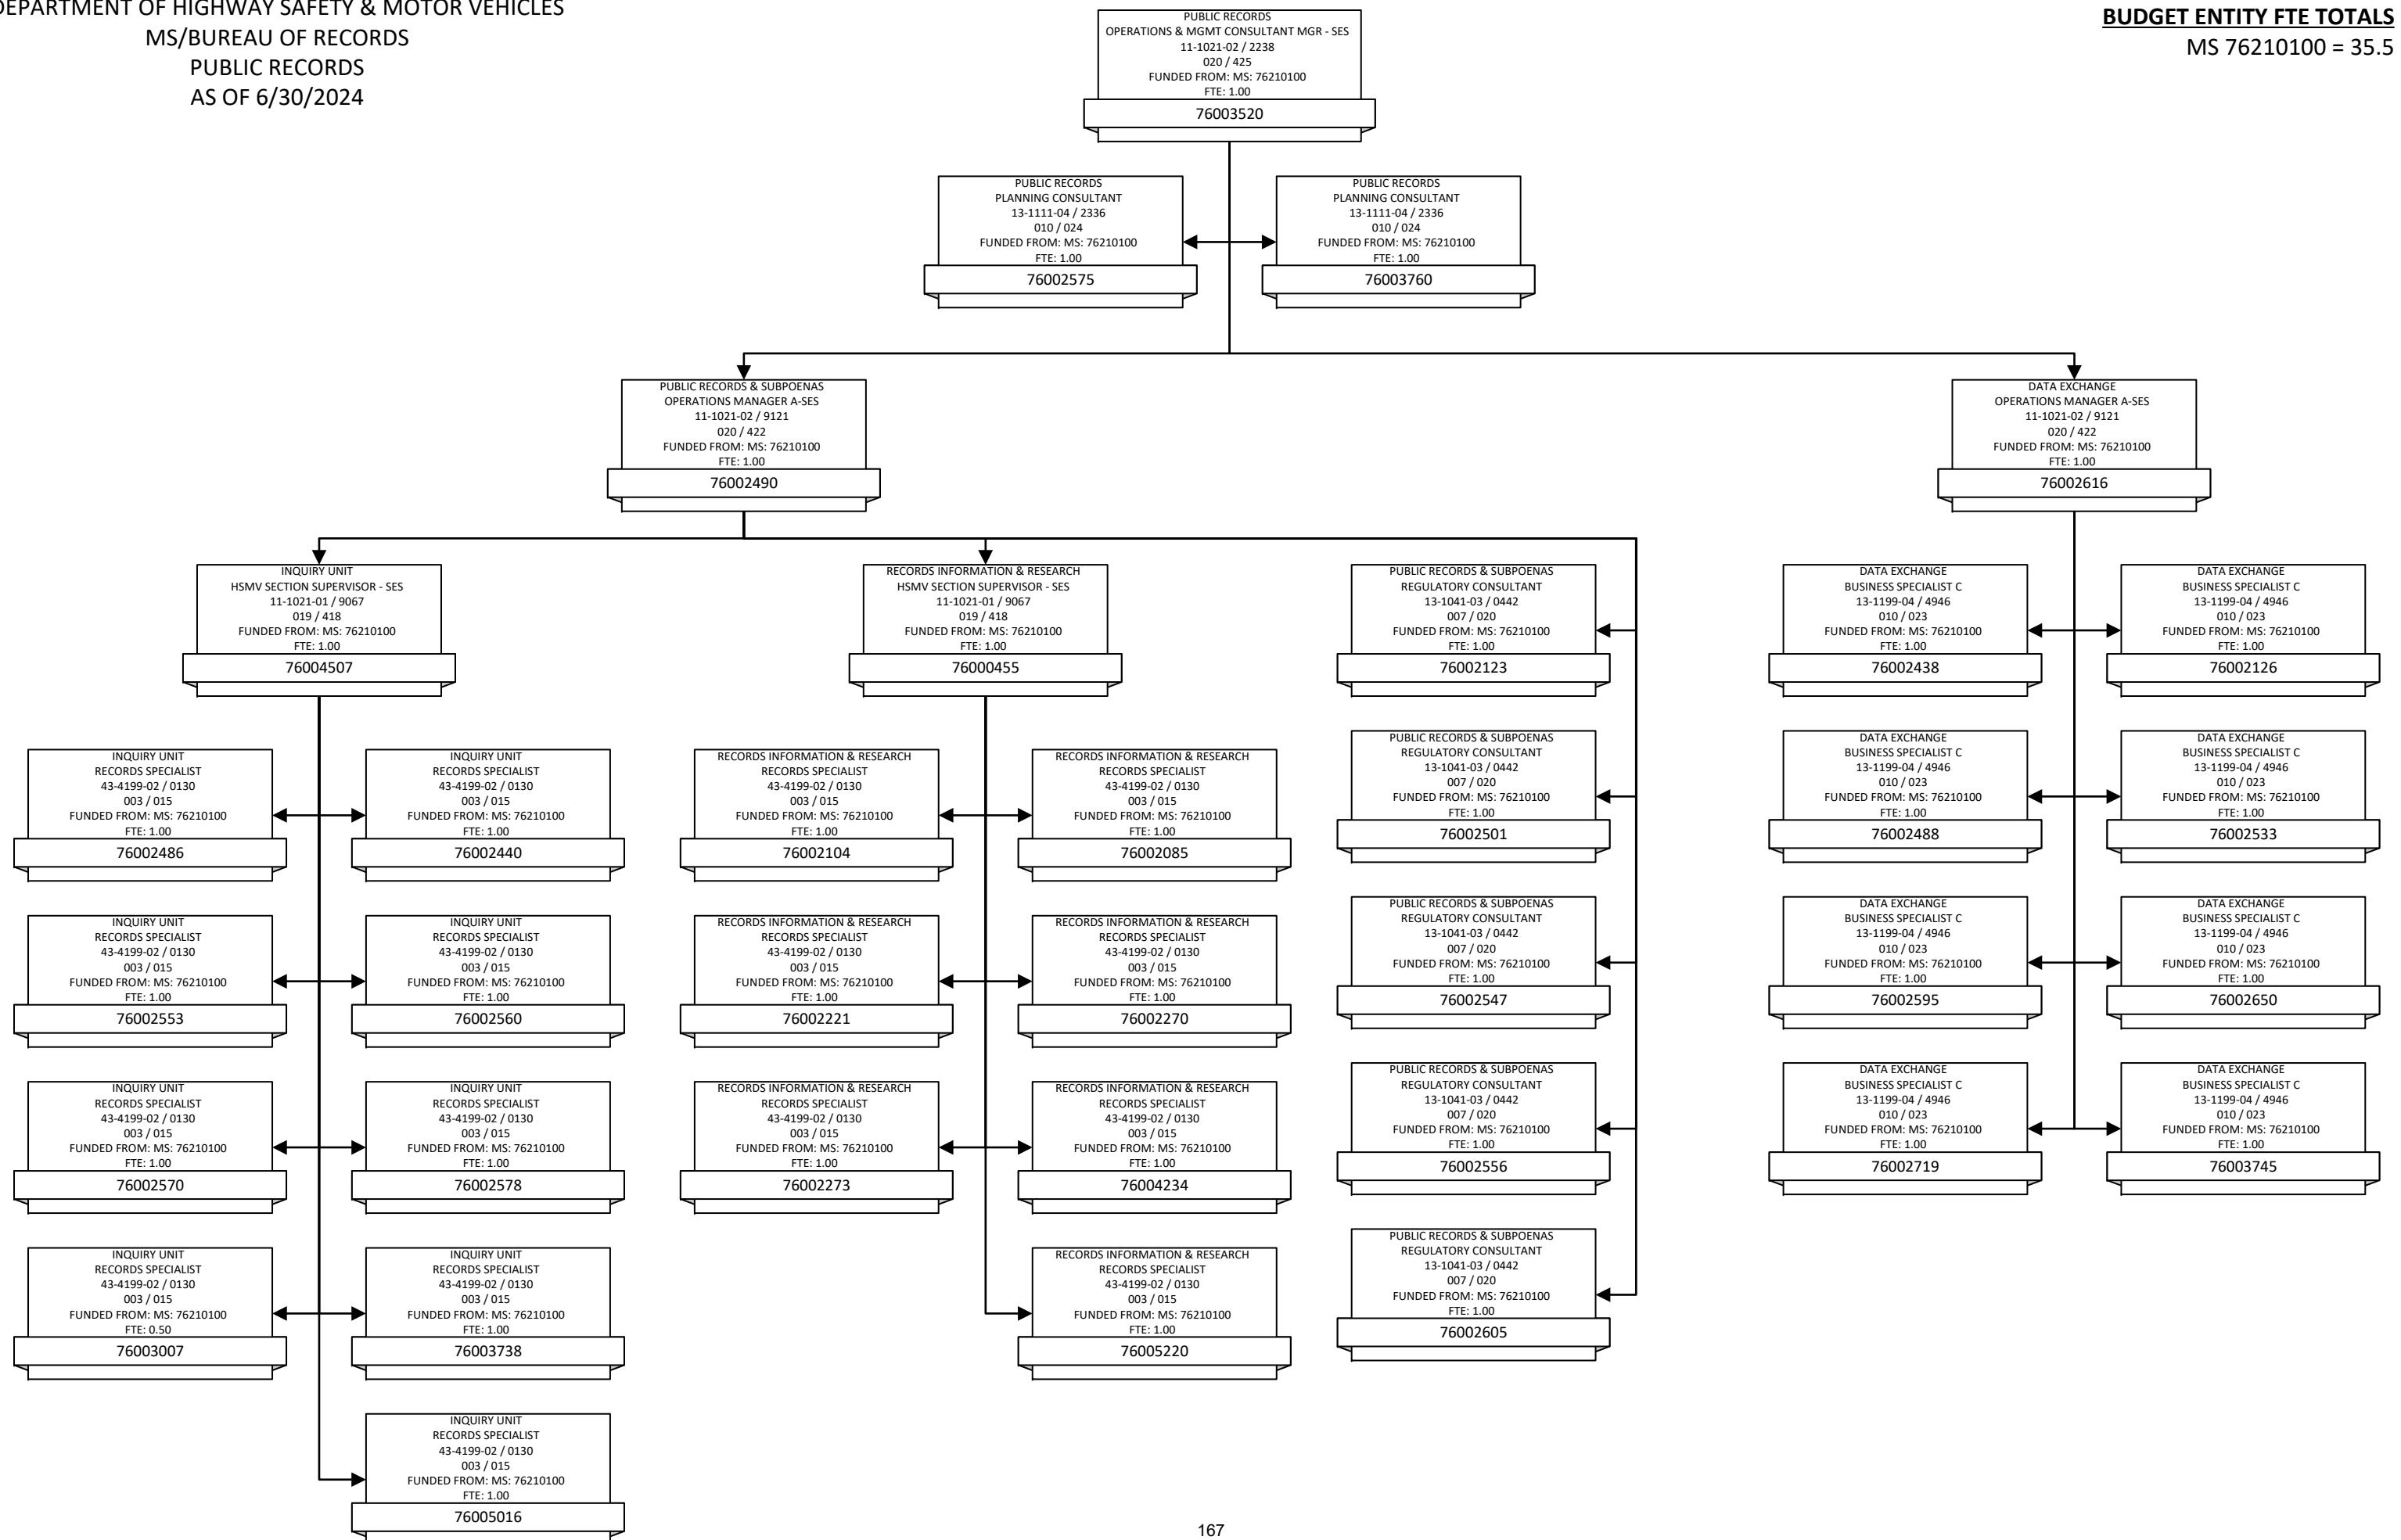 DEPARTMENT OF HIGHWAY SAFETY & MOTOR VEHICLES
MS/BUREAU OF RECORDS
PUBLIC RECORDS
AS OF 6/30/2024
BUDGET ENTITY FTE TOTALS
MS 76210100 = 35.5
PUBLIC RECORDS
OPERATIONS & MGMT CONSULTANT MGR - SES
11-1021-02 / 2238
020 / 425
FUNDED FROM: MS: 76210100
FTE: 1.00
76003520
PUBLIC RECORDS
PLANNING CONSULTANT
13-1111-04 / 2336
010 / 024
FUNDED FROM: MS: 76210100
FTE: 1.00
76002575
PUBLIC RECORDS
PLANNING CONSULTANT
13-1111-04 / 2336
010 / 024
FUNDED FROM: MS: 76210100
FTE: 1.00
76003760
PUBLIC RECORDS & SUBPOENAS
OPERATIONS MANAGER A-SES
11-1021-02 / 9121
020 / 422
FUNDED FROM: MS: 76210100
FTE: 1.00
76002490
DATA EXCHANGE
OPERATIONS MANAGER A-SES
11-1021-02 / 9121
020 / 422
FUNDED FROM: MS: 76210100
FTE: 1.00
76002616
INQUIRY UNIT
HSMV SECTION SUPERVISOR - SES
11-1021-01 / 9067
019 / 418
FUNDED FROM: MS: 76210100
FTE: 1.00
76004507
RECORDS INFORMATION & RESEARCH
HSMV SECTION SUPERVISOR - SES
11-1021-01 / 9067
019 / 418
FUNDED FROM: MS: 76210100
FTE: 1.00
76000455
PUBLIC RECORDS & SUBPOENAS
REGULATORY CONSULTANT
13-1041-03 / 0442
007 / 020
FUNDED FROM: MS: 76210100
FTE: 1.00
76002123
DATA EXCHANGE
BUSINESS SPECIALIST C
13-1199-04 / 4946
010 / 023
FUNDED FROM: MS: 76210100
FTE: 1.00
76002438
DATA EXCHANGE
BUSINESS SPECIALIST C
13-1199-04 / 4946
010 / 023
FUNDED FROM: MS: 76210100
FTE: 1.00
76002126
INQUIRY UNIT
RECORDS SPECIALIST
43-4199-02 / 0130
003 / 015
FUNDED FROM: MS: 76210100
FTE: 1.00
76002486
INQUIRY UNIT
RECORDS SPECIALIST
43-4199-02 / 0130
003 / 015
FUNDED FROM: MS: 76210100
FTE: 1.00
76002440
RECORDS INFORMATION & RESEARCH
RECORDS SPECIALIST
43-4199-02 / 0130
003 / 015
FUNDED FROM: MS: 76210100
FTE: 1.00
76002104
RECORDS INFORMATION & RESEARCH
RECORDS SPECIALIST
43-4199-02 / 0130
003 / 015
FUNDED FROM: MS: 76210100
FTE: 1.00
76002085
PUBLIC RECORDS & SUBPOENAS
REGULATORY CONSULTANT
13-1041-03 / 0442
007 / 020
FUNDED FROM: MS: 76210100
FTE: 1.00
76002501
DATA EXCHANGE
BUSINESS SPECIALIST C
13-1199-04 / 4946
010 / 023
FUNDED FROM: MS: 76210100
FTE: 1.00
76002488
DATA EXCHANGE
BUSINESS SPECIALIST C
13-1199-04 / 4946
010 / 023
FUNDED FROM: MS: 76210100
FTE: 1.00
76002533
INQUIRY UNIT
RECORDS SPECIALIST
43-4199-02 / 0130
003 / 015
FUNDED FROM: MS: 76210100
FTE: 1.00
76002553
INQUIRY UNIT
RECORDS SPECIALIST
43-4199-02 / 0130
003 / 015
FUNDED FROM: MS: 76210100
FTE: 1.00
76002560
RECORDS INFORMATION & RESEARCH
RECORDS SPECIALIST
43-4199-02 / 0130
003 / 015
FUNDED FROM: MS: 76210100
FTE: 1.00
76002221
RECORDS INFORMATION & RESEARCH
RECORDS SPECIALIST
43-4199-02 / 0130
003 / 015
FUNDED FROM: MS: 76210100
FTE: 1.00
76002270
PUBLIC RECORDS & SUBPOENAS
REGULATORY CONSULTANT
13-1041-03 / 0442
007 / 020
FUNDED FROM: MS: 76210100
FTE: 1.00
76002547
DATA EXCHANGE
BUSINESS SPECIALIST C
13-1199-04 / 4946
010 / 023
FUNDED FROM: MS: 76210100
FTE: 1.00
76002595
DATA EXCHANGE
BUSINESS SPECIALIST C
13-1199-04 / 4946
010 / 023
FUNDED FROM: MS: 76210100
FTE: 1.00
76002650
INQUIRY UNIT
RECORDS SPECIALIST
43-4199-02 / 0130
003 / 015
FUNDED FROM: MS: 76210100
FTE: 1.00
76002570
INQUIRY UNIT
RECORDS SPECIALIST
43-4199-02 / 0130
003 / 015
FUNDED FROM: MS: 76210100
FTE: 1.00
76002578
RECORDS INFORMATION & RESEARCH
RECORDS SPECIALIST
43-4199-02 / 0130
003 / 015
FUNDED FROM: MS: 76210100
FTE: 1.00
76002273
RECORDS INFORMATION & RESEARCH
RECORDS SPECIALIST
43-4199-02 / 0130
003 / 015
FUNDED FROM: MS: 76210100
FTE: 1.00
76004234
PUBLIC RECORDS & SUBPOENAS
REGULATORY CONSULTANT
13-1041-03 / 0442
007 / 020
FUNDED FROM: MS: 76210100
FTE: 1.00
76002556
DATA EXCHANGE
BUSINESS SPECIALIST C
13-1199-04 / 4946
010 / 023
FUNDED FROM: MS: 76210100
FTE: 1.00
76002719
DATA EXCHANGE
BUSINESS SPECIALIST C
13-1199-04 / 4946
010 / 023
FUNDED FROM: MS: 76210100
FTE: 1.00
76003745
INQUIRY UNIT
RECORDS SPECIALIST
43-4199-02 / 0130
003 / 015
FUNDED FROM: MS: 76210100
FTE: 0.50
76003007
INQUIRY UNIT
RECORDS SPECIALIST
43-4199-02 / 0130
003 / 015
FUNDED FROM: MS: 76210100
FTE: 1.00
76003738
RECORDS INFORMATION & RESEARCH
RECORDS SPECIALIST
43-4199-02 / 0130
003 / 015
FUNDED FROM: MS: 76210100
FTE: 1.00
76005220
PUBLIC RECORDS & SUBPOENAS
REGULATORY CONSULTANT
13-1041-03 / 0442
007 / 020
FUNDED FROM: MS: 76210100
FTE: 1.00
76002605
INQUIRY UNIT
RECORDS SPECIALIST
43-4199-02 / 0130
003 / 015
FUNDED FROM: MS: 76210100
FTE: 1.00
76005016
167